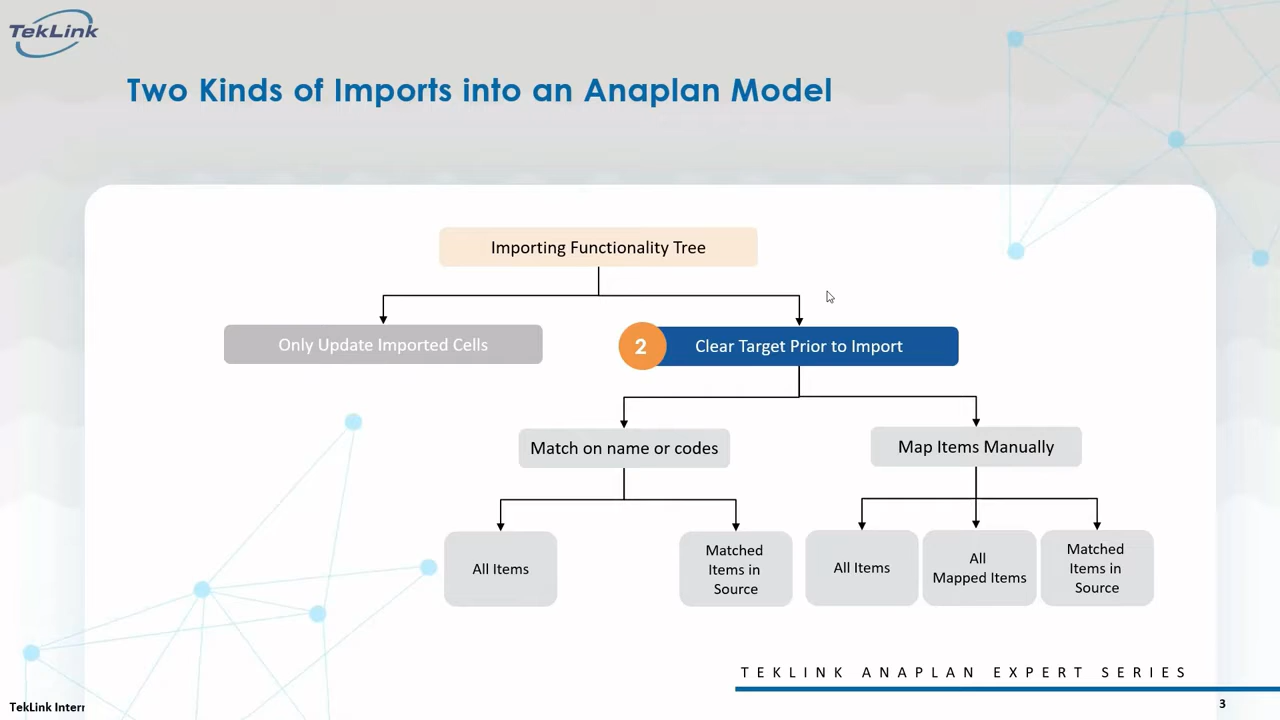 TekLink
Two Kinds of Imports into an Anaplan Model
Importing Functionality Tree
Only Update Imported Cells
2
Clear Target Prior to Import
Match on name or codes
Map Items Manually
All Items
Matched
Items in
Source
All Items
All
Mapped Items
Matched
Items in
Source
TEKLINK ANAPLAN EXPERT SERIES
TekLink
3